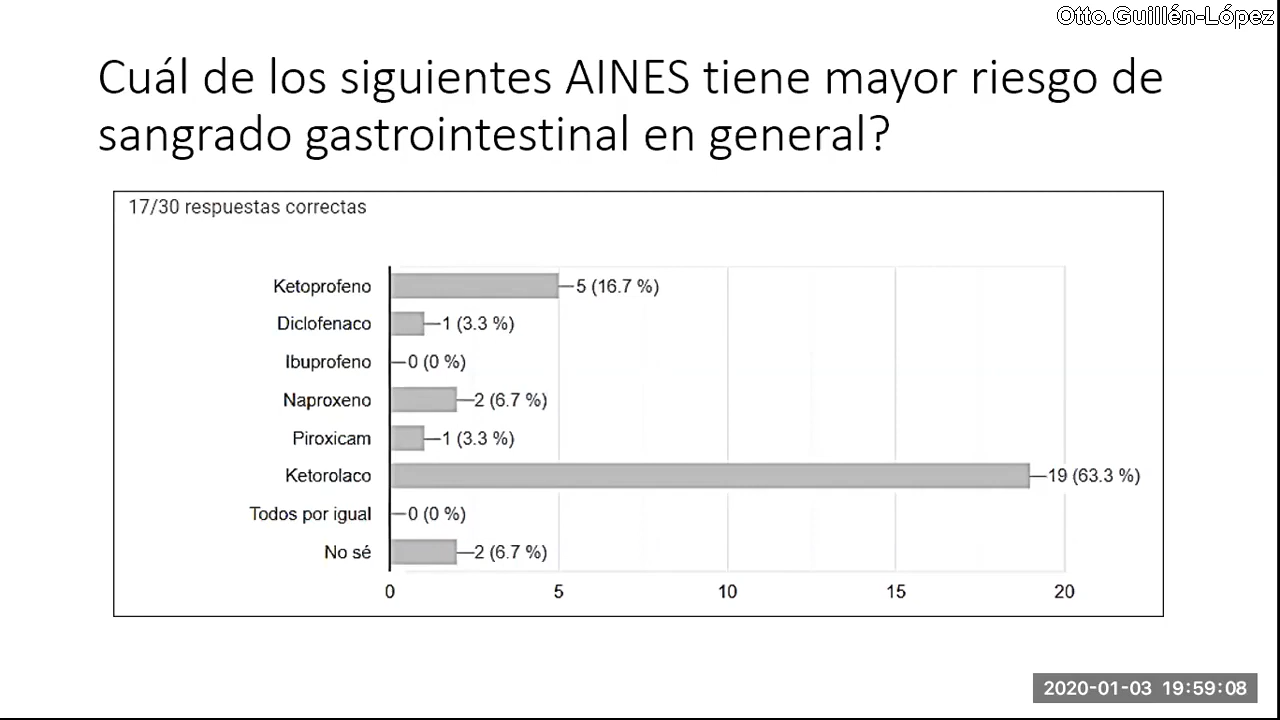 Otto.Guillén-López
Cuál de los siguientes AINES tiene mayor riesgo de
sangrado gastrointestinal en general?
17/30 respuestas correctas
Ketoprofeno 5 (16.7 %)
Diclofenaco 1 (3.3 %)
Ibuprofeno 0 (0 %)
Naproxeno 2 (6.7 %)
Piroxicam 1 (3.3 %)
Ketorolaco 19 (63.3 %)
Todos por igual 0 (0 %)
No sé 2 (6.7 %)
0 5 10 15 20
2020-01-03 19:59:08